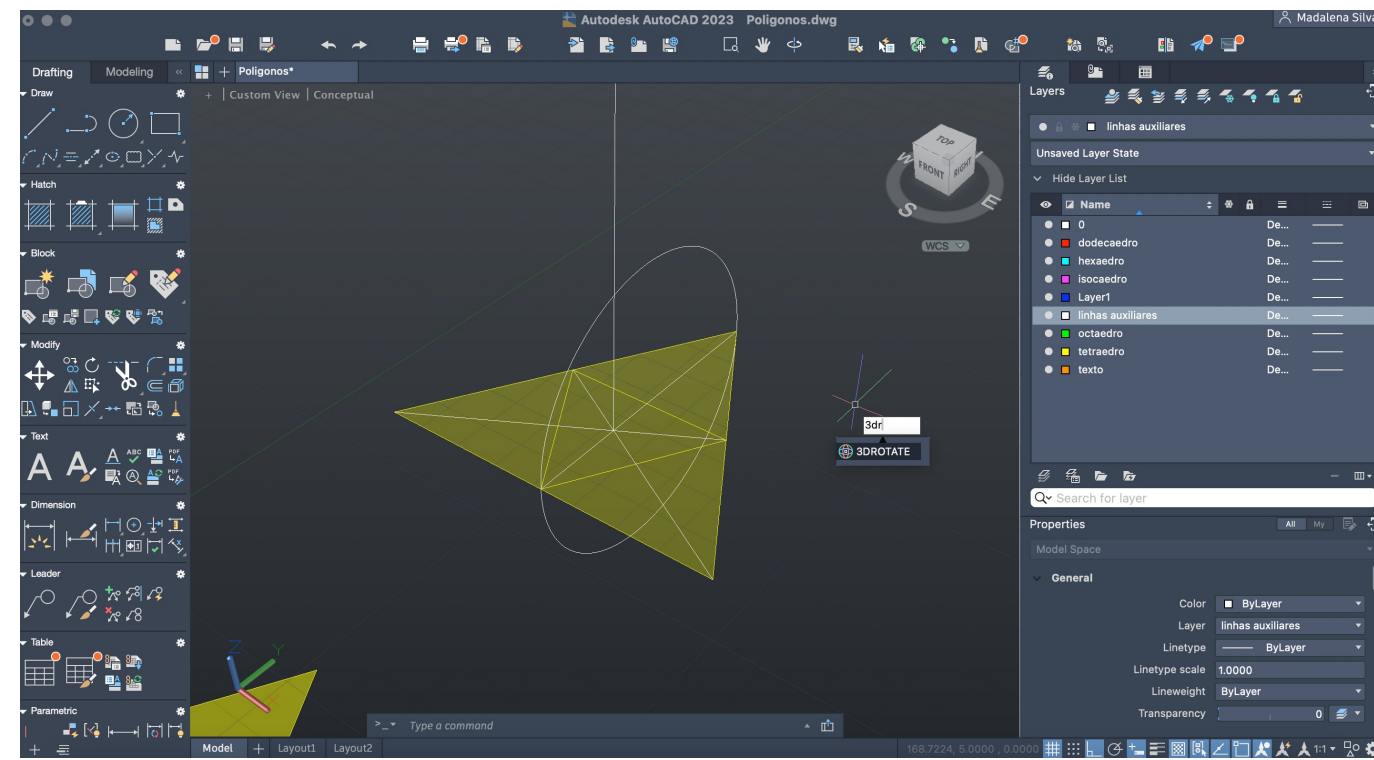 Autodesk AutoCAD 2023 Poligonos.dwg
Madalena Silva
Drafting Modeling
Poligonos*
Draw
Hatch
Block
Modify
Text
A A A ABC PDF
A PDF
Dimension
Leader
Table
Parametric
+ Custom View Conceptual
TOP
FRONT RIGHT
W S E
WCS
3dr
3DROTATE
Z Y X
>_ Type a command
Model + Layout1 Layout2
168.7224, 5.0000 , 0.0000
1:1
Layers
linhas auxiliares
Unsaved Layer State
Hide Layer List
Name
0 De...
dodecaedro De...
hexaedro De...
isocaedro De...
Layer1 De...
linhas auxiliares De...
octaedro De...
tetraedro De...
texto De...
Search for layer
Properties All My
Model Space
General
Color ByLayer
Layer linhas auxiliares
Linetype ByLayer
Linetype scale 1.0000
Lineweight ByLayer
Transparency 0